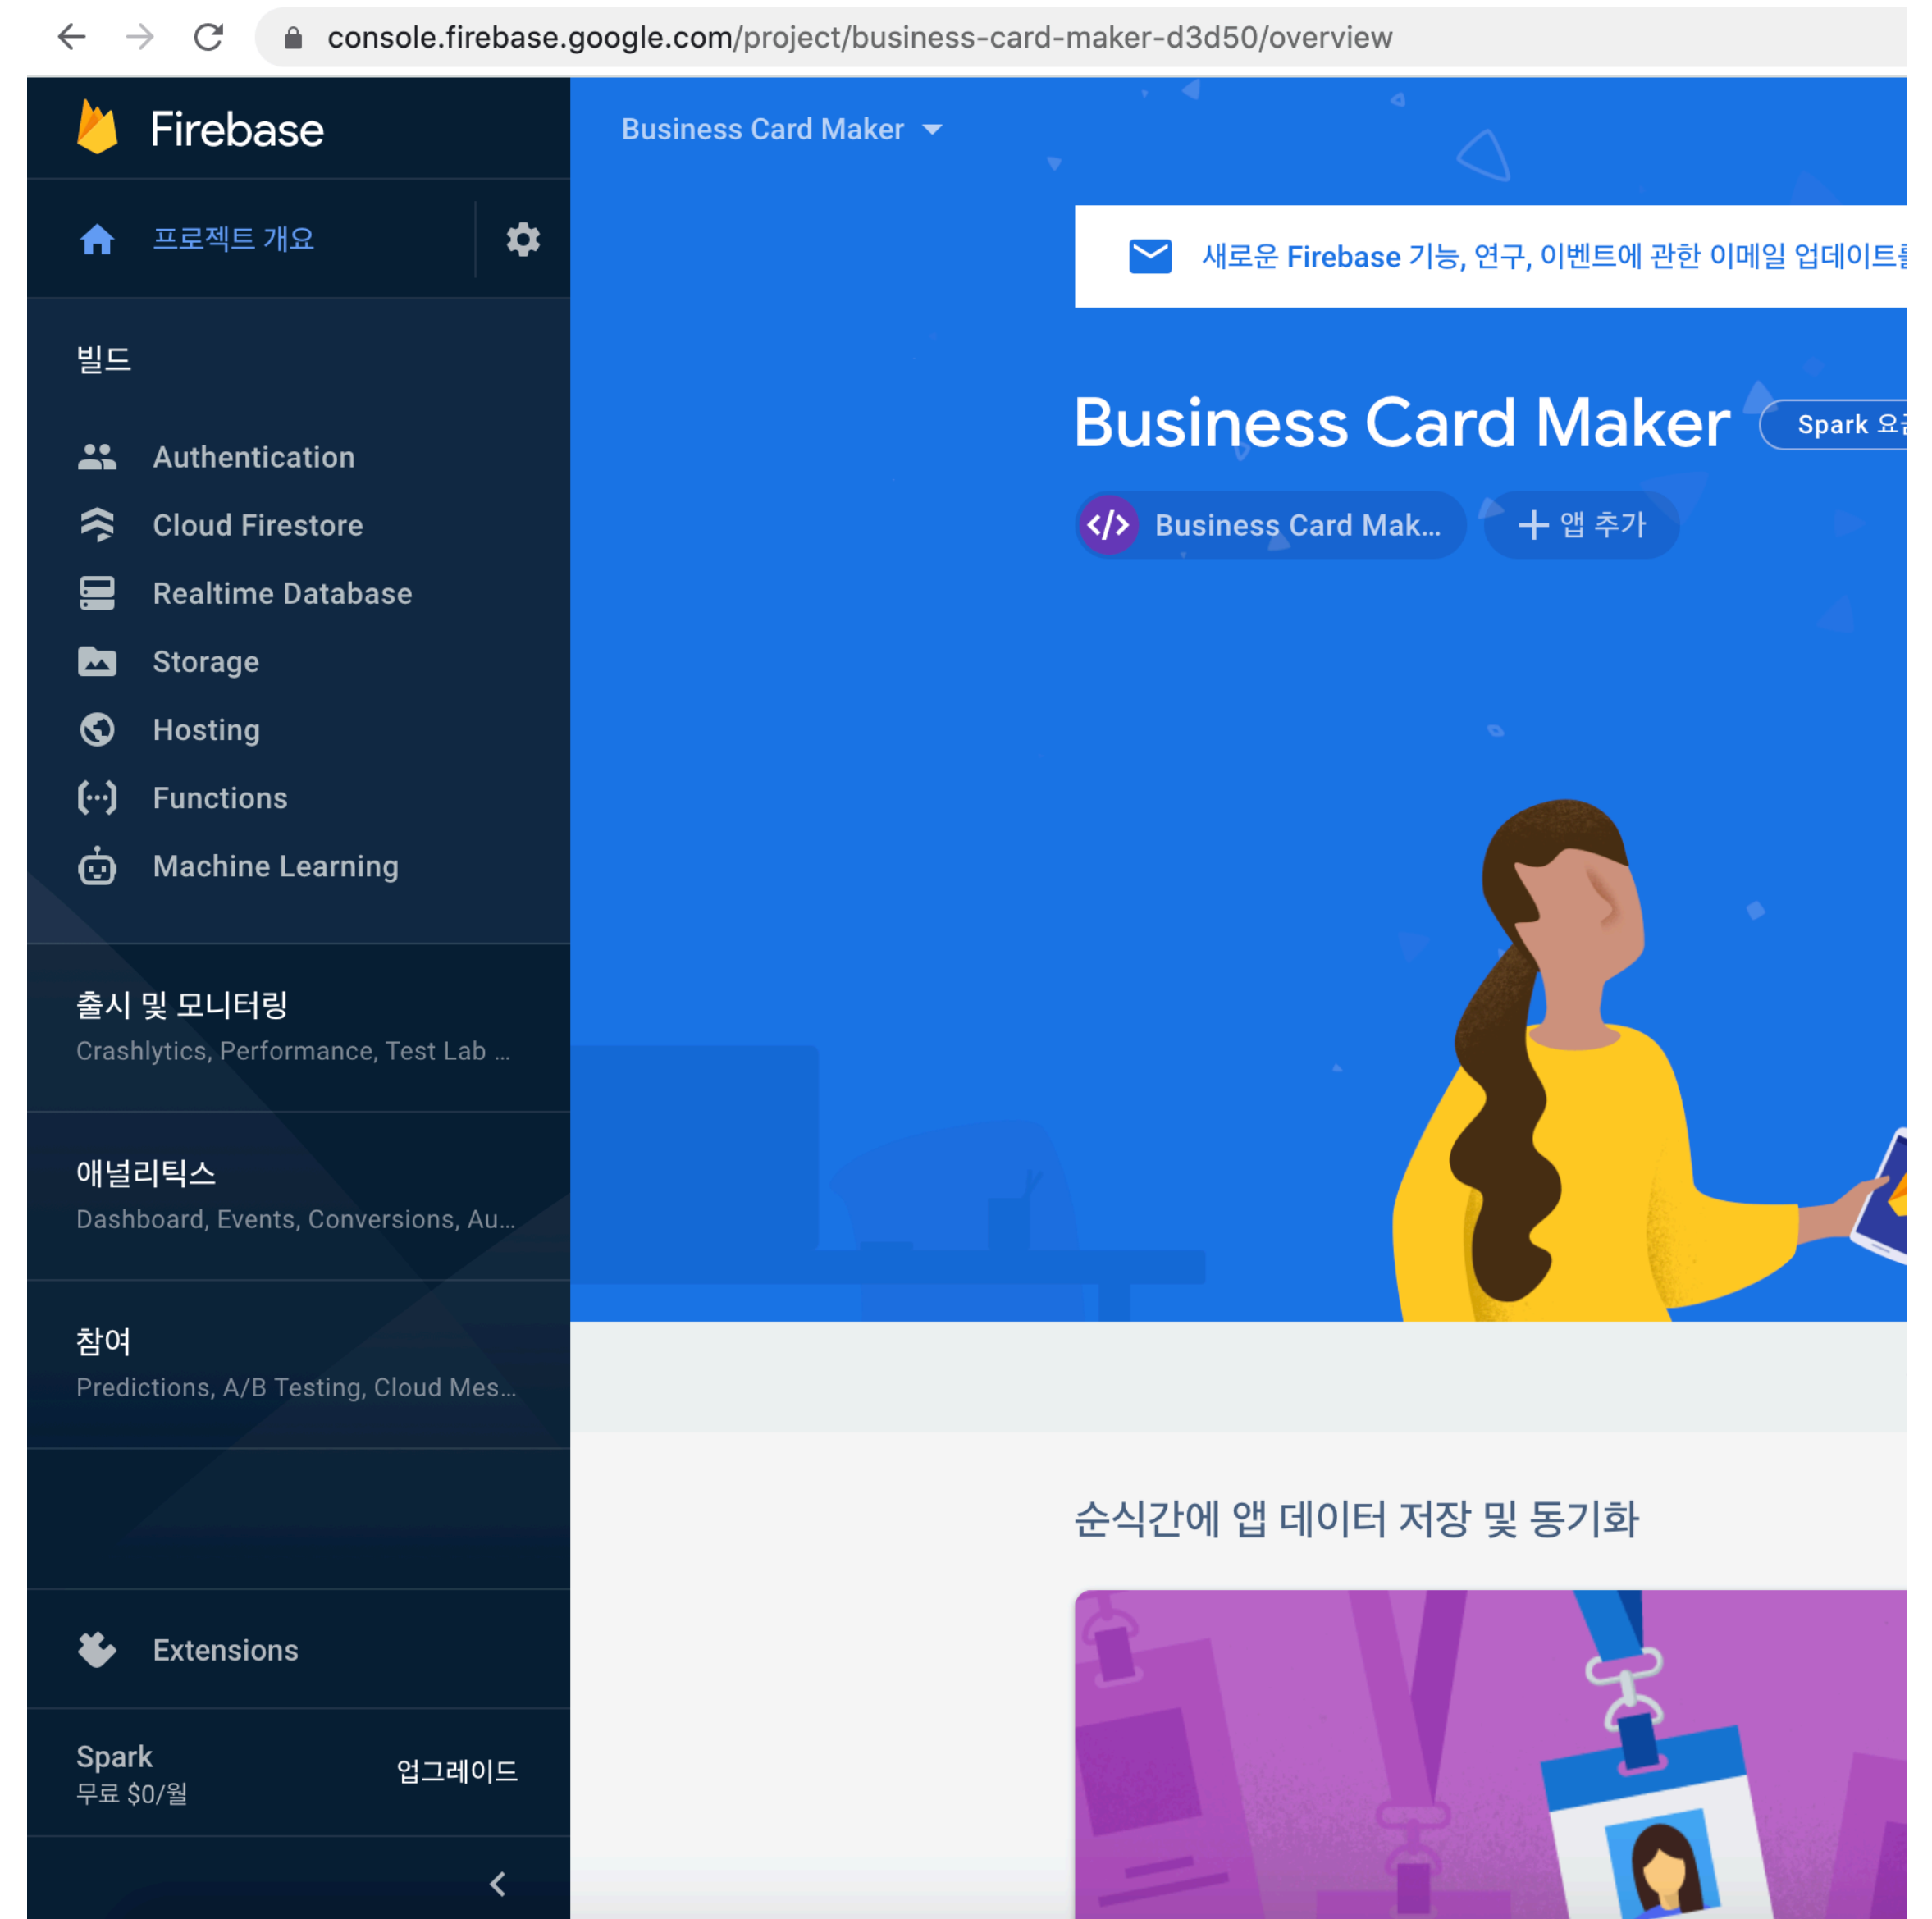 console.firebase.google.com/project/business-card-maker-d3d50/overview
Firebase
프로젝트 개요
빌드
Authentication
Cloud Firestore
Realtime Database
Storage
Hosting
Functions
Machine Learning
출시 및 모니터링
Crashlytics, Performance, Test Lab ...
애널리틱스
Dashboard, Events, Conversions, Au...
참여
Predictions, A/B Testing, Cloud Mes...
Extensions
Spark
무료 $0/월
업그레이드
Business Card Maker
새로운 Firebase 기능, 연구, 이벤트에 관한 이메일
Business Card Maker
Spark
Business Card Mak...
앱 추가
순식간에 앱 데이터 저장 및 동기화